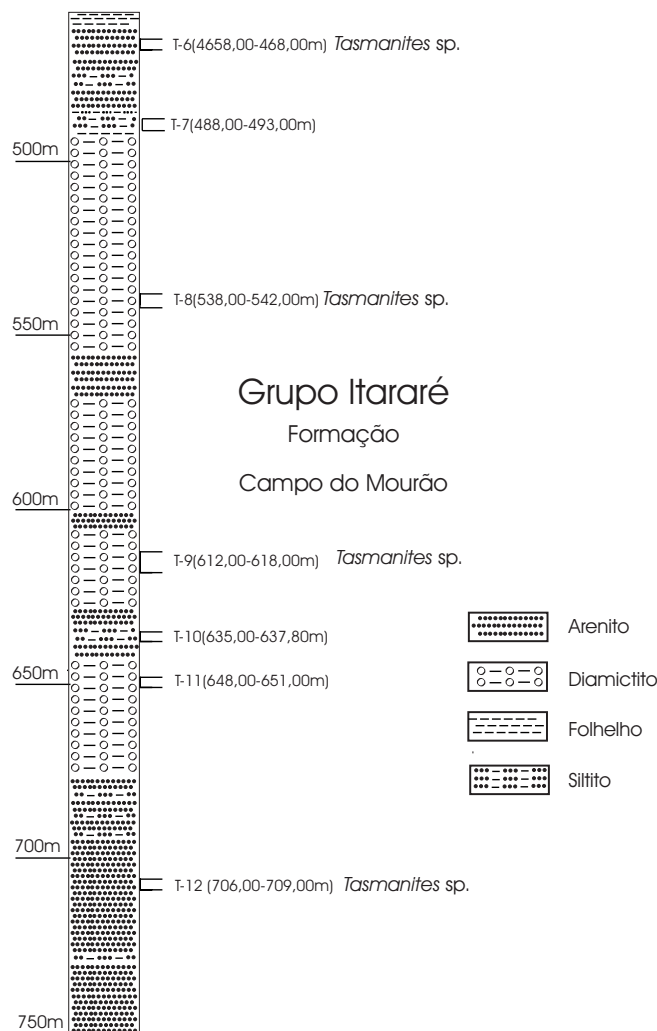 T-6(4658,00-468,00m) Tasmanites sp.
T-7(488,00-493,00m)
500m
T-8(538,00-542,00m) Tasmanites sp.
550m
Grupo Itararé
Formação
Campo do Mourão
600m
T-9(612,00-618,00m) Tasmanites sp.
Arenito
T-10(635,00-637,80m)
650m
T-11(648,00-651,00m)
Diamictito
Folhelho
Siltito
700m
T-12 (706,00-709,00m) Tasmanites sp.
750m